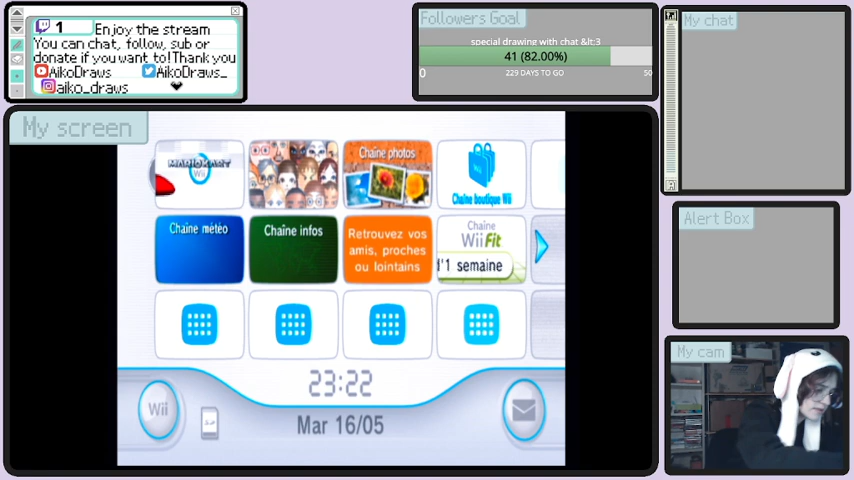 1 Enjoy the stream
You can chat, follow, sub or
donate if you want to!Thank you
AikoDraws AikoDraws_
aiko_draws
Followers Goal
special drawing with chat &lt;3
41 (82.00%)
0 229 DAYS TO GO 50
My chat
My screen
MARIOKART
Wii
Chaîne photos
Wii
Chaîne boutique Wii
Chaîne météo
Chaîne infos
Retrouvez vos
amis, proches
ou lointains
Chaîne
Wii Fit
d'1 semaine
23:22
Wii
Mar 16/05
Alert Box
My cam